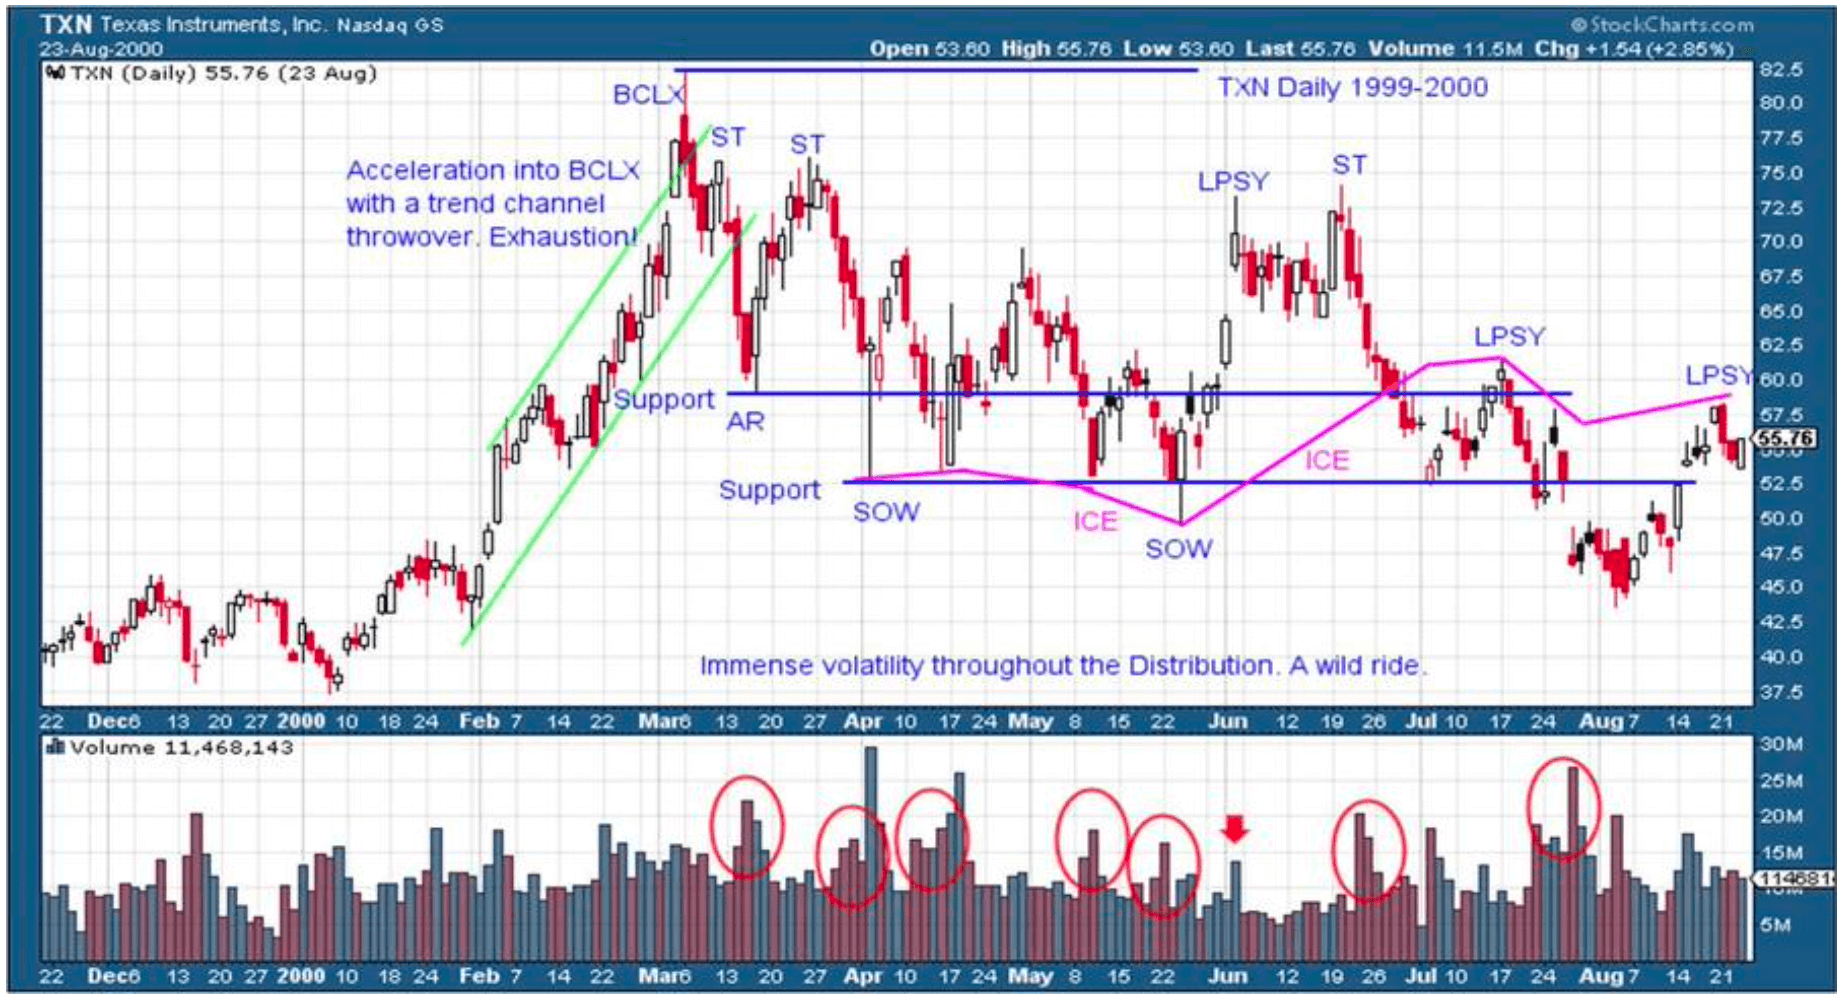 TXN Texas Instruments, Inc. Nasdaq GS
© StockCharts.com
23-Aug-2000
Open 53.60 High 55.76 Low 53.60 Last 55.76 Volume 11.5M Chg +1.54 (+2.85%)
TXN (Daily) 55.76 (23 Aug)
TXN Daily 1999-2000
BCLX
ST
ST
LPSY
ST
Acceleration into BCLX
with a trend channel
throwover. Exhaustion!
LPSY
LPSY
Support
AR
ICE
Support
SOW
ICE
SOW
Immense volatility throughout the Distribution. A wild ride.
82.5
80.0
77.5
75.0
72.5
70.0
67.5
65.0
62.5
60.0
57.5
55.76
55.0
52.5
50.0
47.5
45.0
42.5
40.0
37.5
22 Dec6 13 20 27 2000 10 18 24 Feb 7 14 22 Mar6 13 20 27 Apr 10 17 24 May 8 15 22 Jun 12 19 26 Jul 10 17 24 Aug 7 14 21
Volume 11,468,143
30M
25M
20M
15M
1146814
10M
5M
22 Dec6 13 20 27 2000 10 18 24 Feb 7 14 22 Mar6 13 20 27 Apr 10 17 24 May 8 15 22 Jun 12 19 26 Jul 10 17 24 Aug 7 14 21